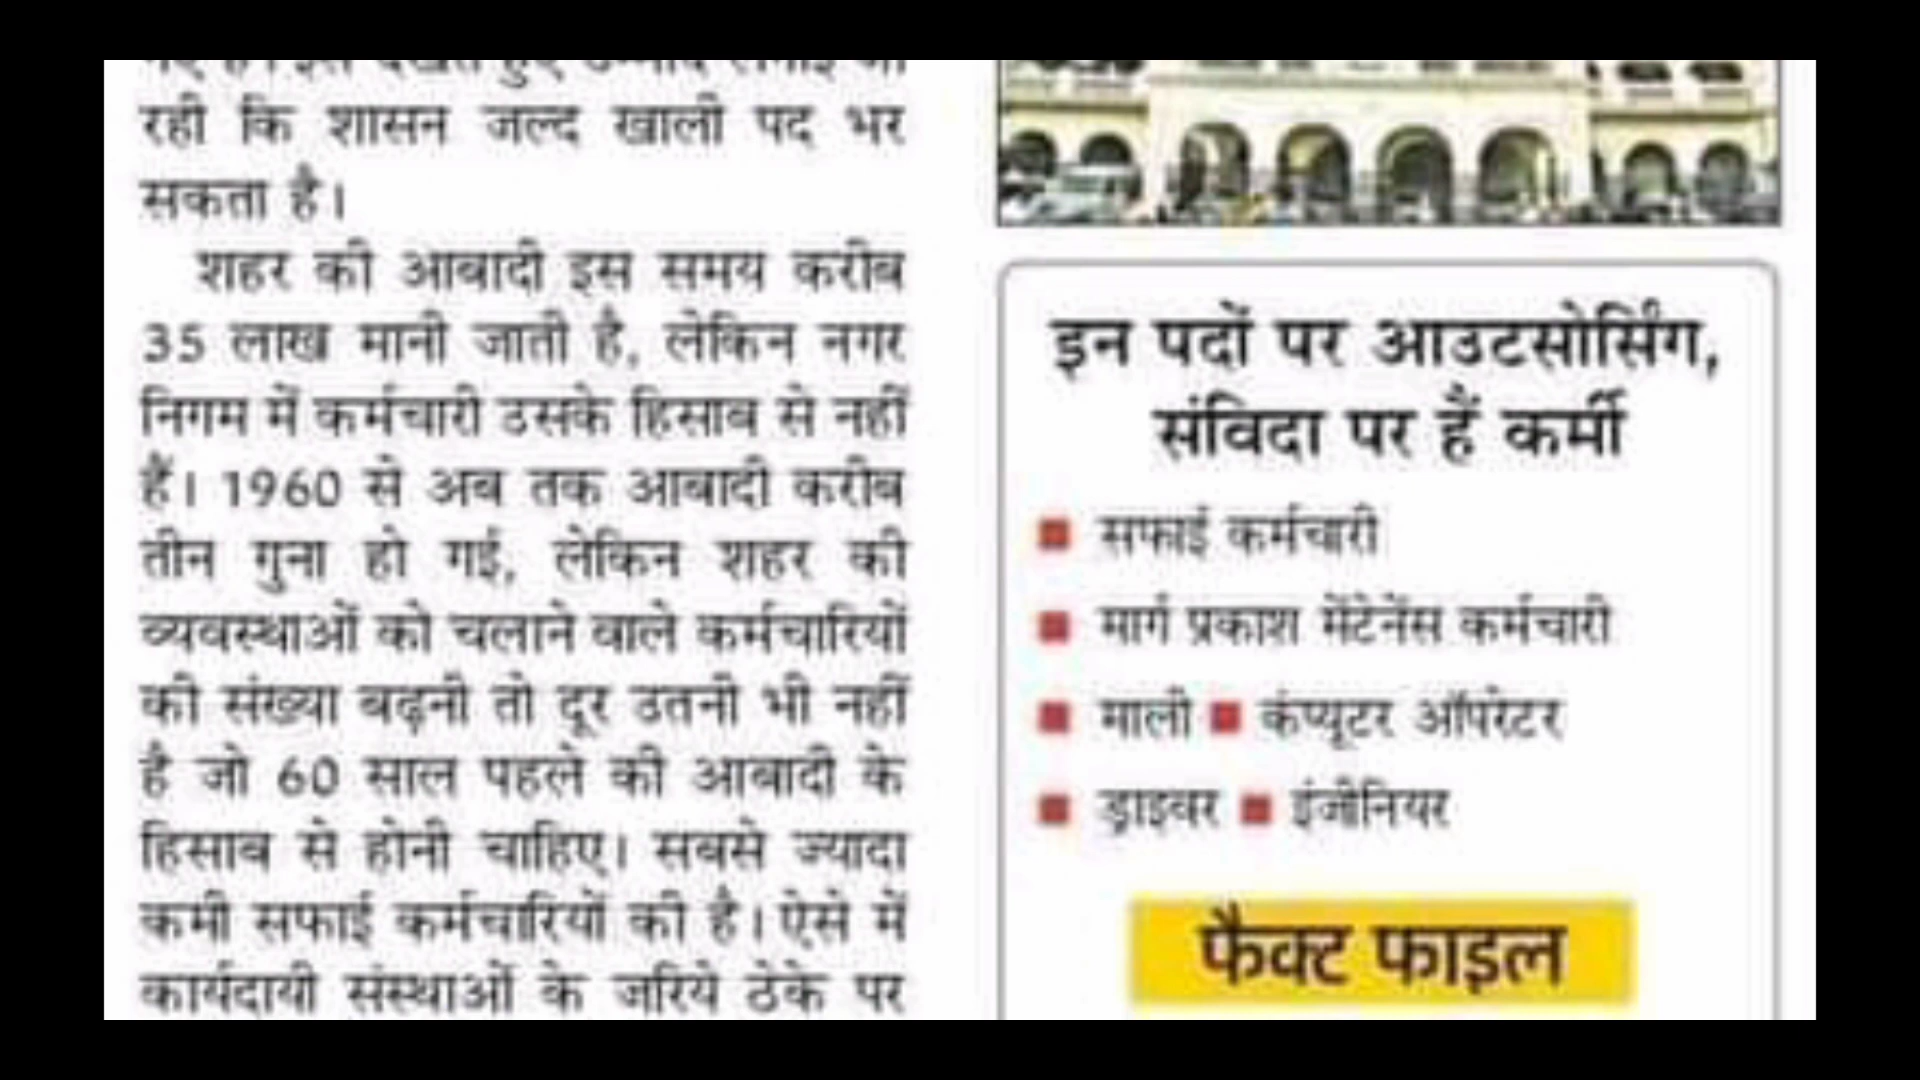 रही कि शासन जल्द खाली पद भर
सकता है।
शहर की आबादी इस समय करीब
35 लाख मानी जाती है, लेकिन नगर
निगम में कर्मचारी उसके हिसाब से नहीं
हैं। 1960 से अब तक आबादी करीब
तीन गुना हो गई, लेकिन शहर की
व्यवस्थाओं को चलाने वाले कर्मचारियों
की संख्या बढ़नी तो दूर उतनी भी नहीं
है जो 60 साल पहले की आबादी के
हिसाब से होनी चाहिए। सबसे ज्यादा
कमी सफाई कर्मचारियों की है। ऐसे में
कार्यदायी संस्थाओं के जरिये ठेके पर
इन पदों पर आउटसोर्सिंग,
संविदा पर हैं कर्मी
■ सफाई कर्मचारी
■ मार्ग प्रकाश मेंटेनेंस कर्मचारी
■ माली ■ कंप्यूटर ऑपरेटर
■ ड्राइवर ■ इंजीनियर
फैक्ट फाइल